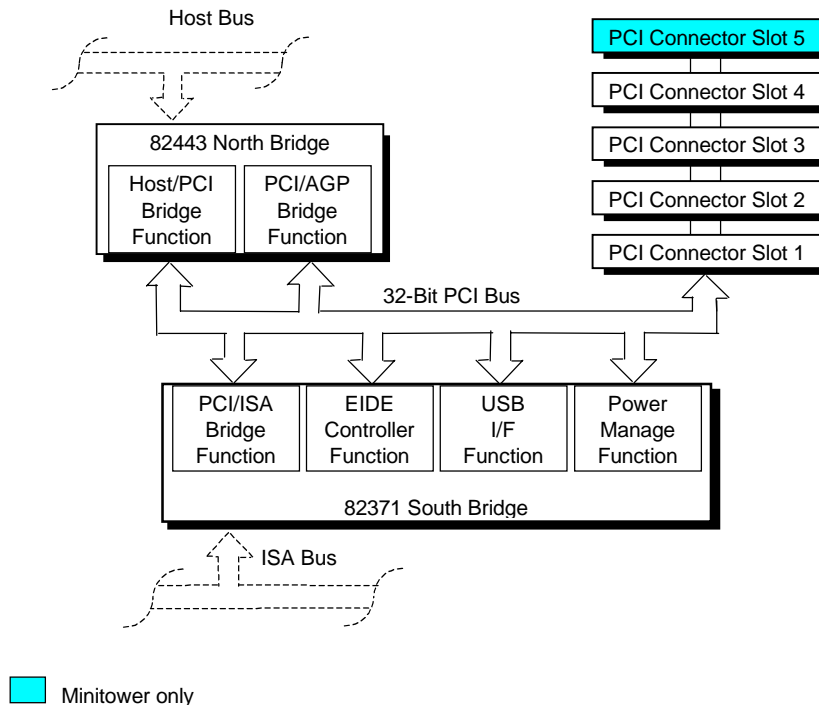 Host Bus
PCI Connector Slot 5
PCI Connector Slot 4
PCI Connector Slot 3
PCI Connector Slot 2
PCI Connector Slot 1
82443 North Bridge
Host/PCI
Bridge
Function
PCI/AGP
Bridge
Function
32-Bit PCI Bus
PCI/ISA
Bridge
Function
EIDE
Controller
Function
USB
I/F
Function
Power
Manage
Function
82371 South Bridge
ISA Bus
Minitower only